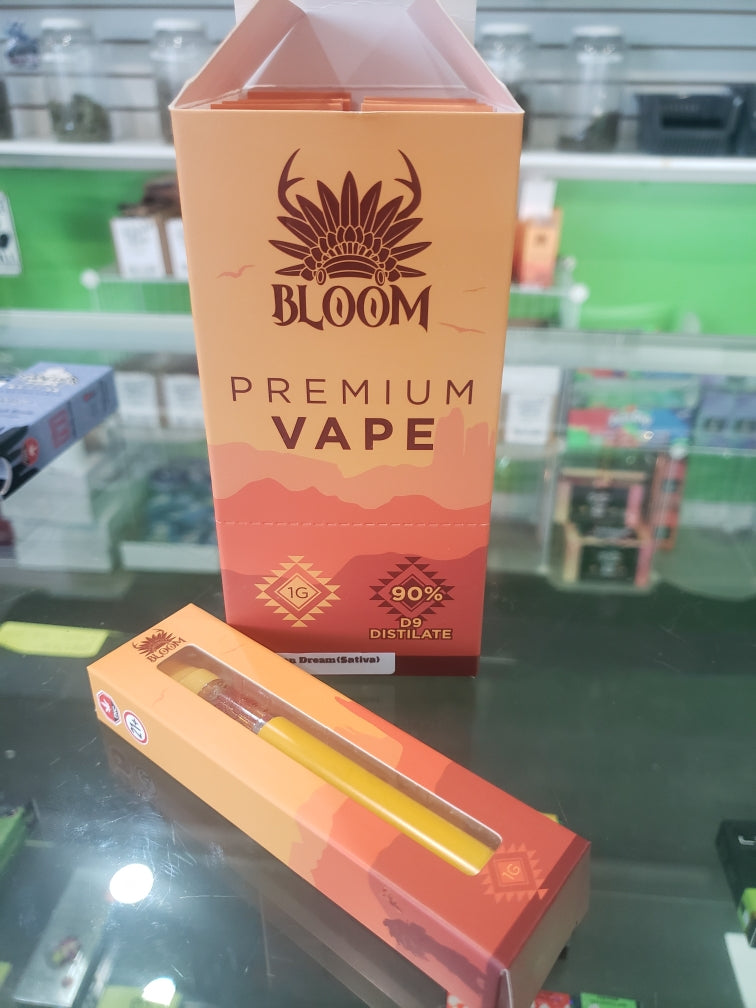 BLOOM
PREMIUM
VAPE
1G
90%
D9
DISTILATE
Dream(Sativa)
BLOOM
1G